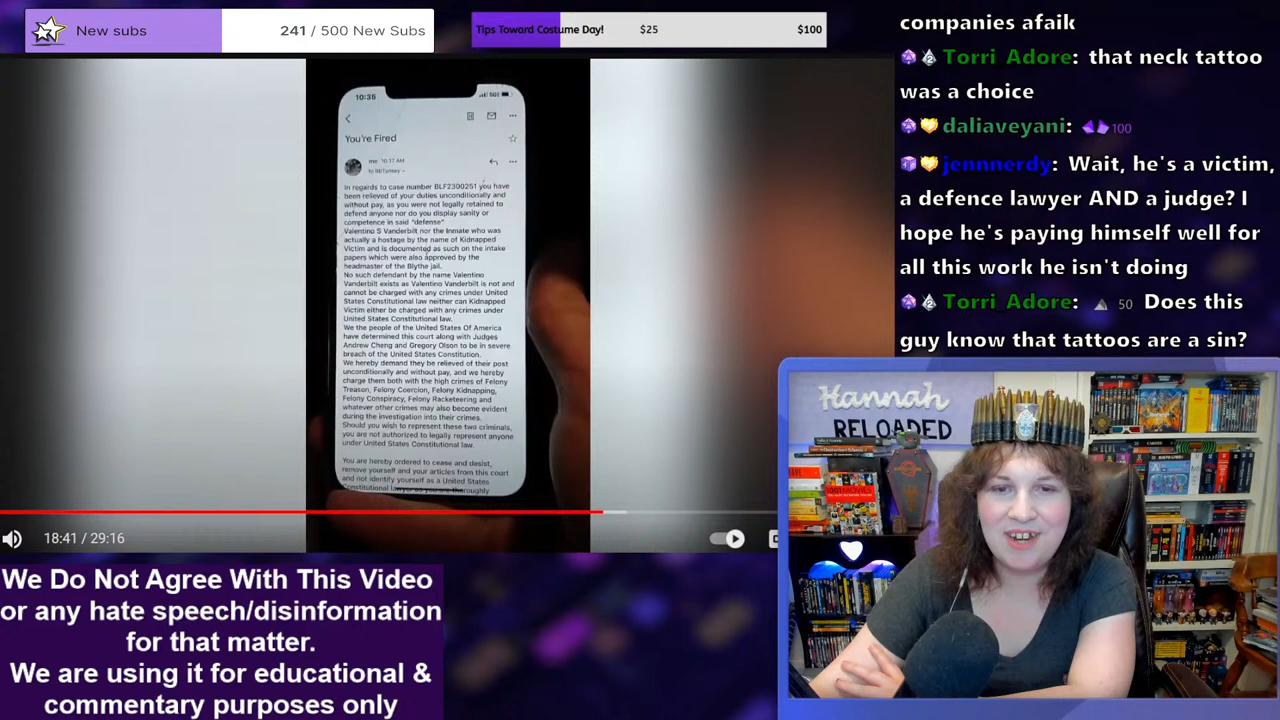 New subs
241 / 500 New Subs
Tips Toward Costume Day!
$25
$100
10:35
You're Fired
me 10:17 AM
In regards to case number BLF2300251 you have
been relieved of your duties unconditionally and
without pay, as you were not legally retained to
defend anyone nor do you display sanity or
competence in said "defense"
Valentino S Vanderbilt nor the Inmate who was
actually a hostage by the name of Kidnapped
Victim and is documented as such on the intake
papers which were also approved by the
headmaster of the Blythe jail.
No such defendant by the name Valentino
Vanderbilt exists as Valentino Vanderbilt is not and
cannot be charged with any crimes under United
States Constitutional law neither can Kidnapped
Victim either be charged with any crimes under
United States Constitutional law.
We the people of the United States Of America
have determined this court along with Judges
Andrew Cheng and Gregory Olson to be in severe
breach of the United States Constitution.
We hereby demand they be relieved of their post
unconditionally and without pay, and we hereby
charge them both with the high crimes of Felony
Treason, Felony Coercion, Felony Kidnapping,
Felony Conspiracy, Felony Racketeering and
whatever other crimes may also become evident
during the investigation into their crimes.
Should you wish to represent these two criminals,
you are not authorized to legally represent anyone
under United States Constitutional law.
You are hereby ordered to cease and desist,
remove yourself and your articles from this court
and not identify yourself as a United States
Constitutional lawyer as you are thoroughly
18:41 / 29:16
We Do Not Agree With This Video
or any hate speech/disinformation
for that matter.
We are using it for educational &
commentary purposes only
companies afaik
Torri_Adore: that neck tattoo
was a choice
daliaveyani: 100
jennnerdy: Wait, he's a victim,
a defence lawyer AND a judge? I
hope he's paying himself well for
all this work he isn't doing
Torri_Adore: 50 Does this
guy know that tattoos are a sin?
Hannah
RELOADED